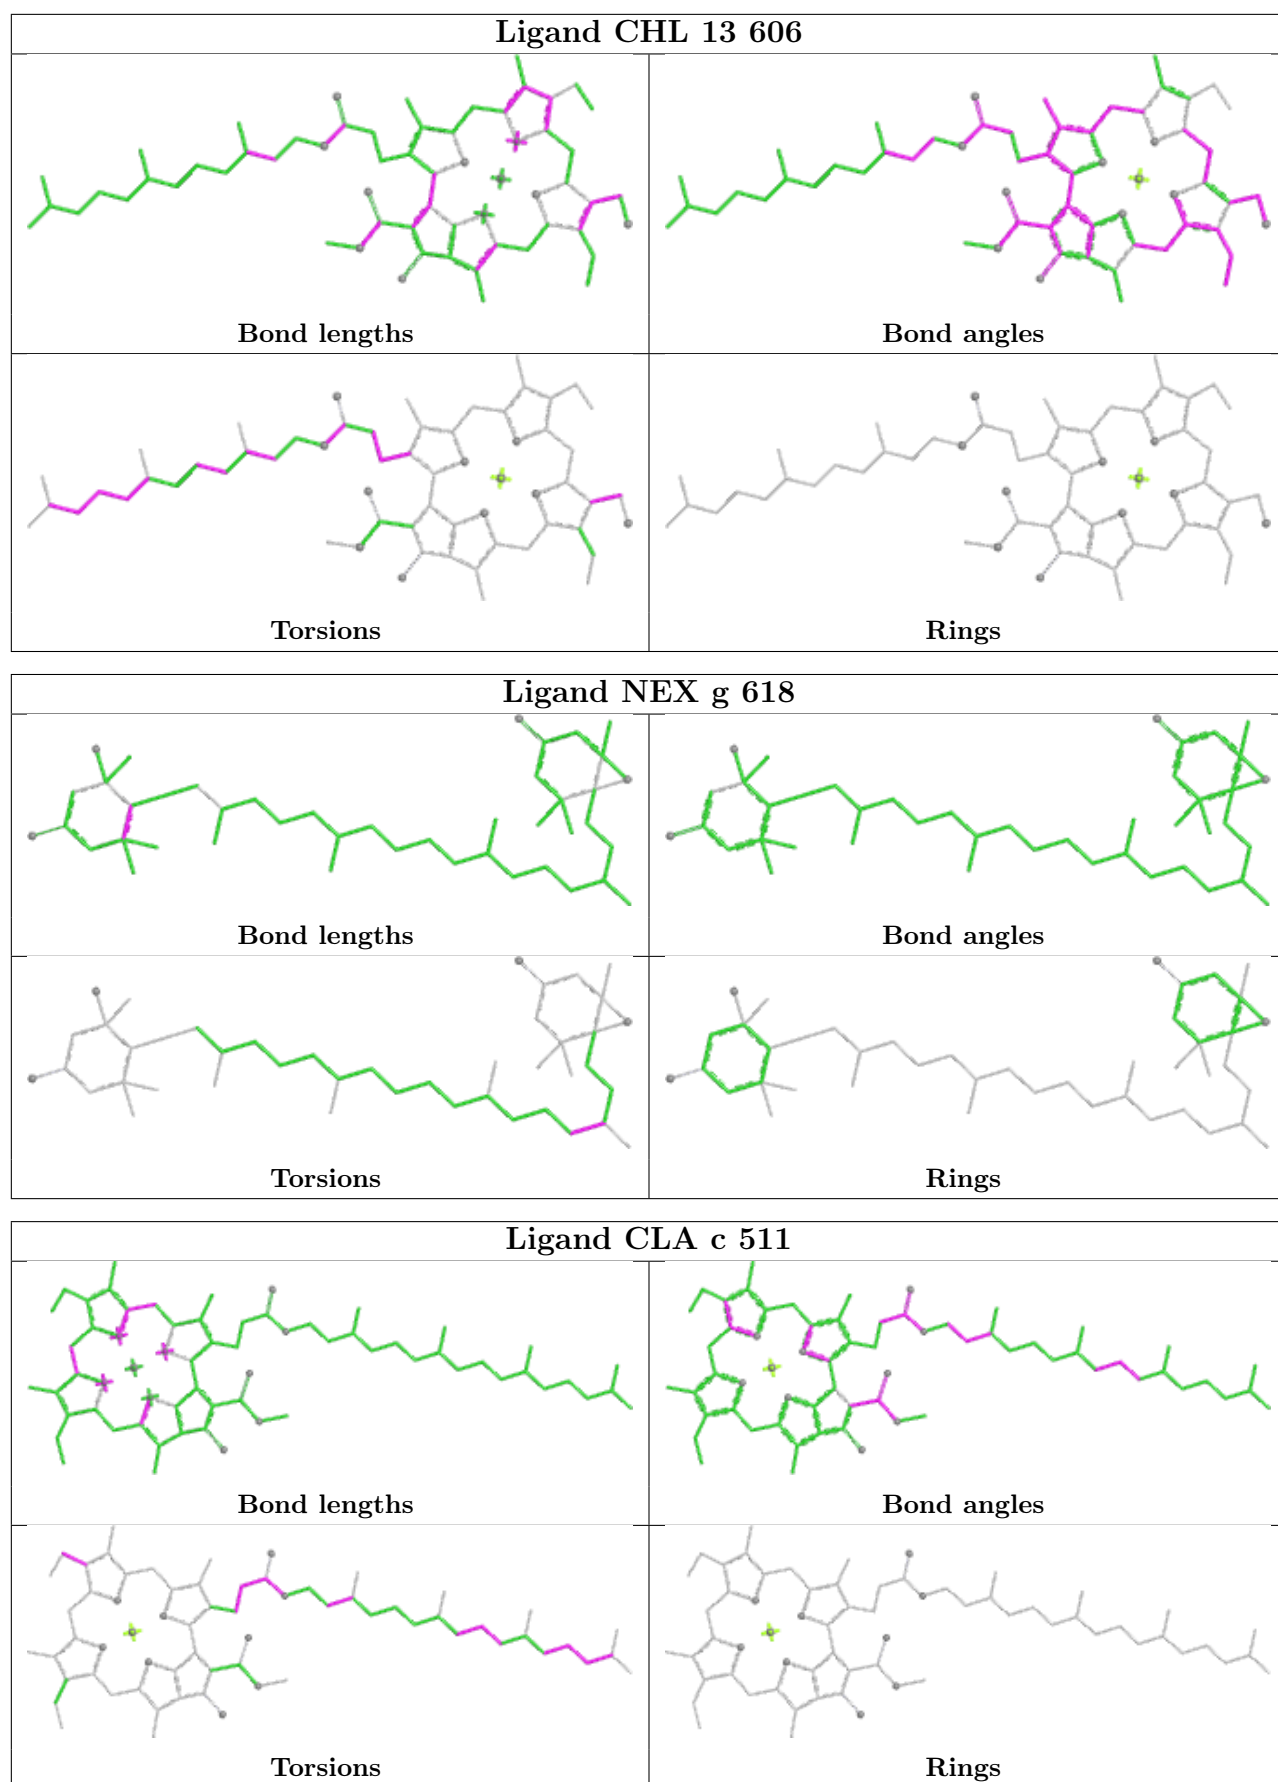 Ligand CHL 13 606
Bond lengths
Bond angles
Torsions
Rings
Ligand NEX g 618
Bond lengths
Bond angles
Torsions
Rings
Ligand CLA c 511
Bond lengths
Bond angles
Torsions
Rings